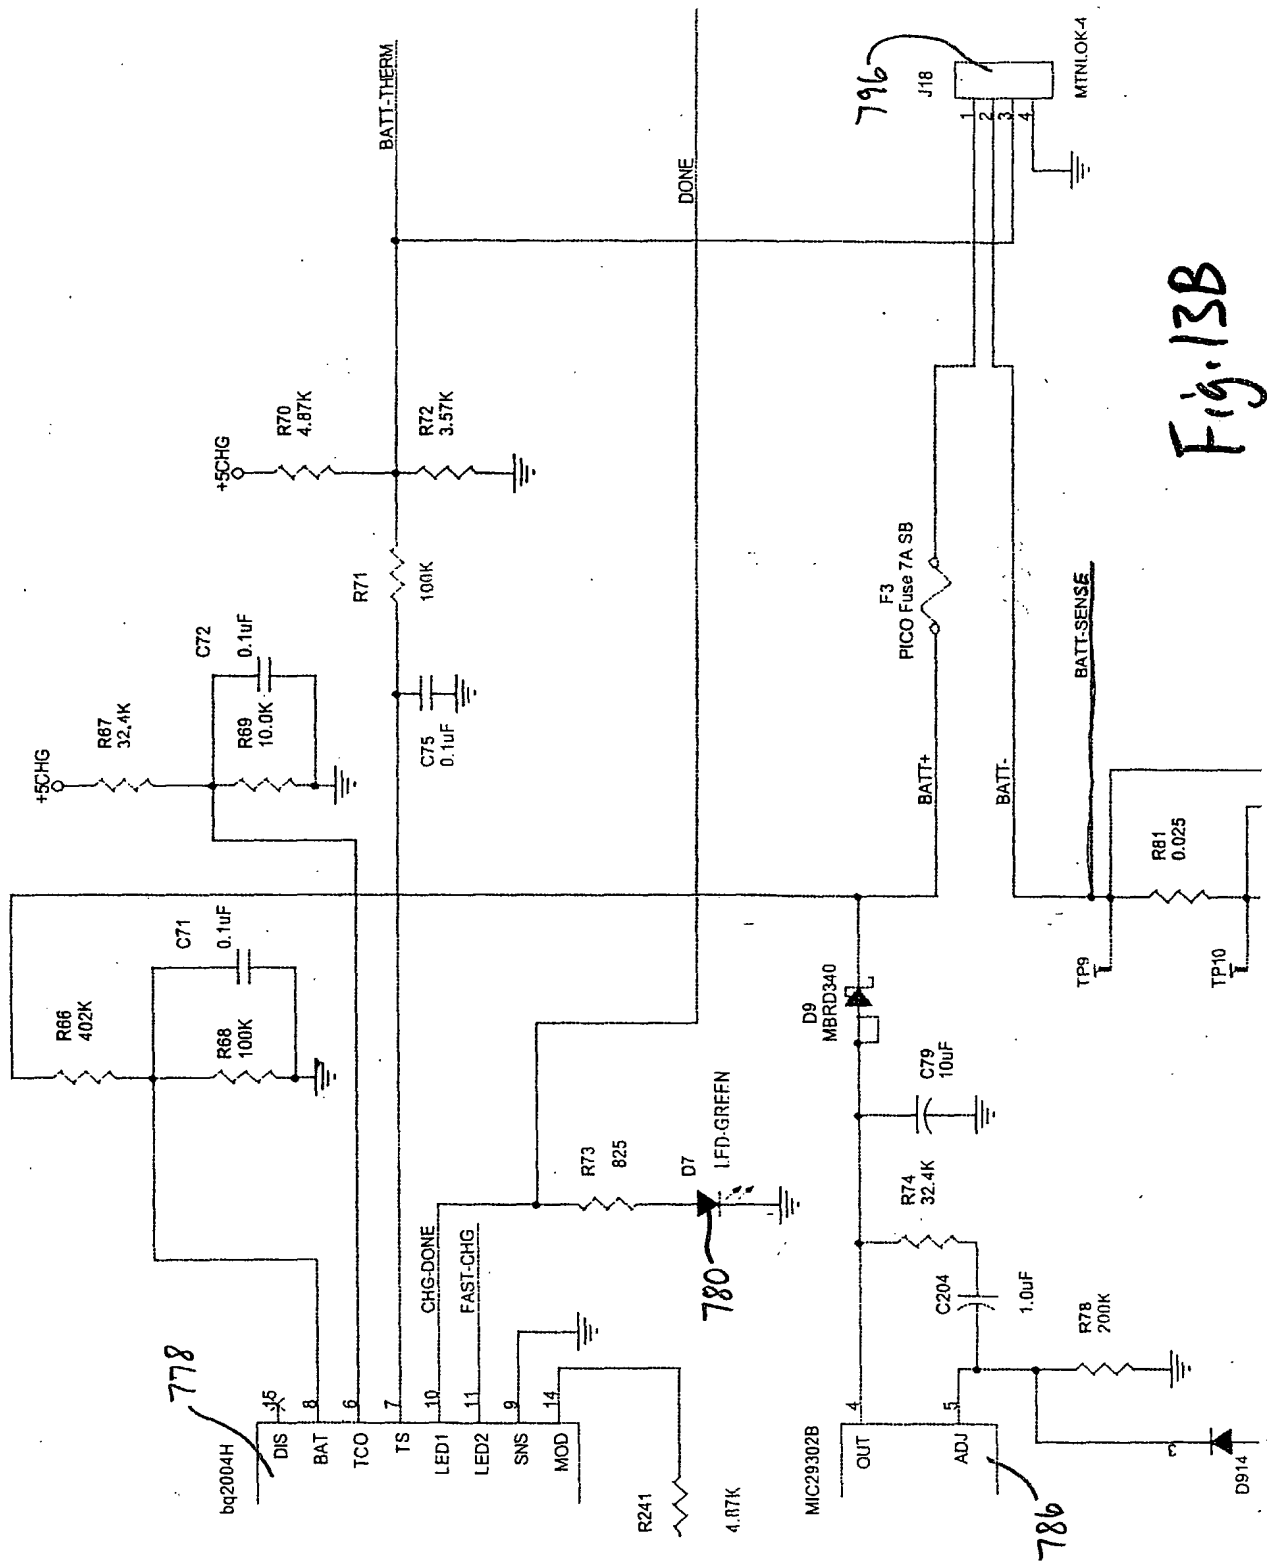 778
bq2004H
15
DIS
8
BAT
6
TCO
7
TS
10
LED1
11
LED2
9
SNS
14
MOD
R241
4.87K
R66
402K
C71
0.1uF
R68
100K
+5CHG
R67
32.4K
C72
0.1uF
R69
10.0K
+5CHG
R70
4.87K
R72
3.57K
R71
100K
C75
0.1uF
BATT-THERM
CHG-DONE
FAST-CHG
R73
825
D7
LED-GREEN
780
DONE
MIC29302B
4
OUT
5
ADJ
786
R74
32.4K
C204
1.0uF
R78
200K
D914
C79
10uF
D9
MBRD340
BATT+
F3
PICO Fuse 7A SB
BATT-
BATT-SENSE
TP9
R81
0.025
TP10
796
J18
1
2
3
4
MTNLOK-4
Fig. 13B